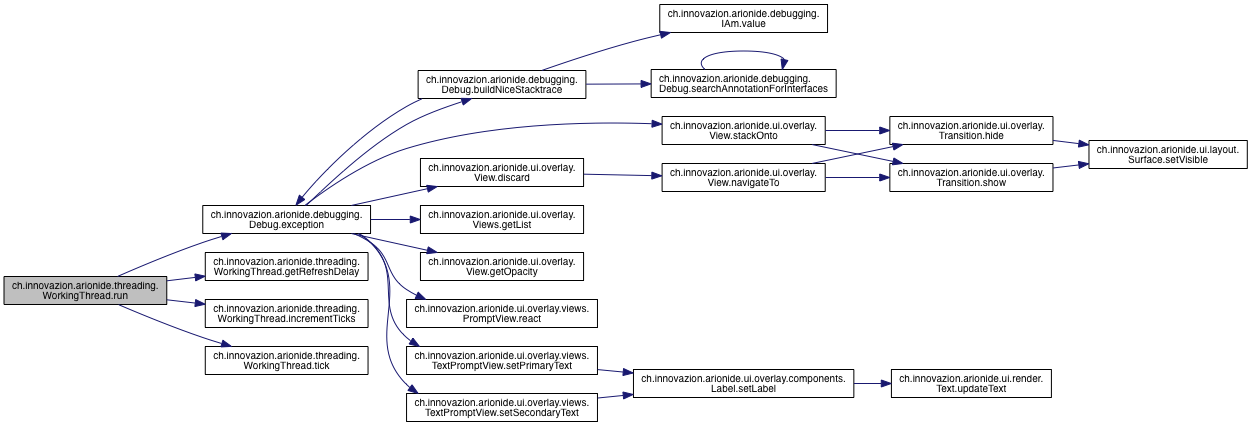 ch.innovazion.arionide.threading.
WorkingThread.run
ch.innovazion.arionide.debugging.
Debug.exception
ch.innovazion.arionide.threading.
WorkingThread.getRefreshDelay
ch.innovazion.arionide.threading.
WorkingThread.incrementTicks
ch.innovazion.arionide.threading.
WorkingThread.tick
ch.innovazion.arionide.debugging.
Debug.buildNiceStacktrace
ch.innovazion.arionide.ui.overlay.
View.discard
ch.innovazion.arionide.ui.overlay.
Views.getList
ch.innovazion.arionide.ui.overlay.
View.getOpacity
ch.innovazion.arionide.ui.overlay.views.
PromptView.react
ch.innovazion.arionide.ui.overlay.views.
TextPromptView.setPrimaryText
ch.innovazion.arionide.ui.overlay.views.
TextPromptView.setSecondaryText
ch.innovazion.arionide.debugging.
IAm.value
ch.innovazion.arionide.debugging.
Debug.searchAnnotationForInterfaces
ch.innovazion.arionide.ui.overlay.
View.stackOnto
ch.innovazion.arionide.ui.overlay.
View.navigateTo
ch.innovazion.arionide.ui.overlay.components.
Label.setLabel
ch.innovazion.arionide.ui.overlay.
Transition.hide
ch.innovazion.arionide.ui.overlay.
Transition.show
ch.innovazion.arionide.ui.render.
Text.updateText
ch.innovazion.arionide.ui.layout.
Surface.setVisible